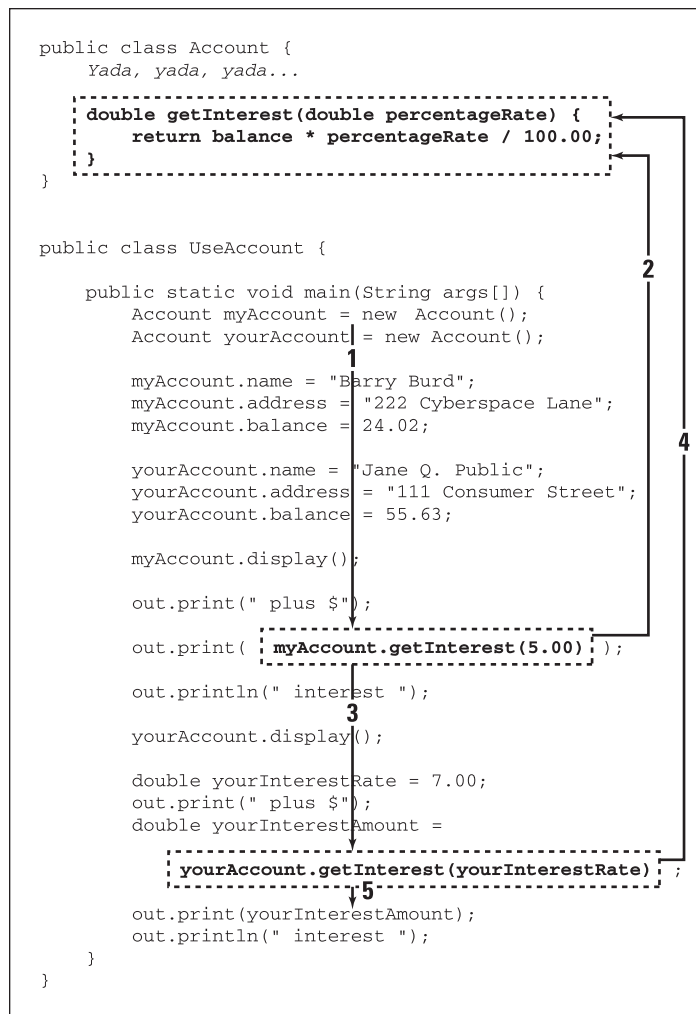 public class Account {
Yada, yada, yada...
double getInterest(double percentageRate) {
return balance * percentageRate / 100.00;
}
}
public class UseAccount {
2
public static void main(String args[]) {
Account myAccount = new Account();
Account yourAccount = new Account();
1
myAccount.name = "Barry Burd";
myAccount.address = "222 Cyberspace Lane";
myAccount.balance = 24.02;
4
yourAccount.name = "Jane Q. Public";
yourAccount.address = "111 Consumer Street";
yourAccount.balance = 55.63;
myAccount.display();
out.print(" plus $");
out.print( myAccount.getInterest(5.00) );
out.println(" interest ");
3
yourAccount.display();
double yourInterestRate = 7.00;
out.print(" plus $");
double yourInterestAmount =
yourAccount.getInterest(yourInterestRate) ;
5
out.print(yourInterestAmount);
out.println(" interest ");
}
}